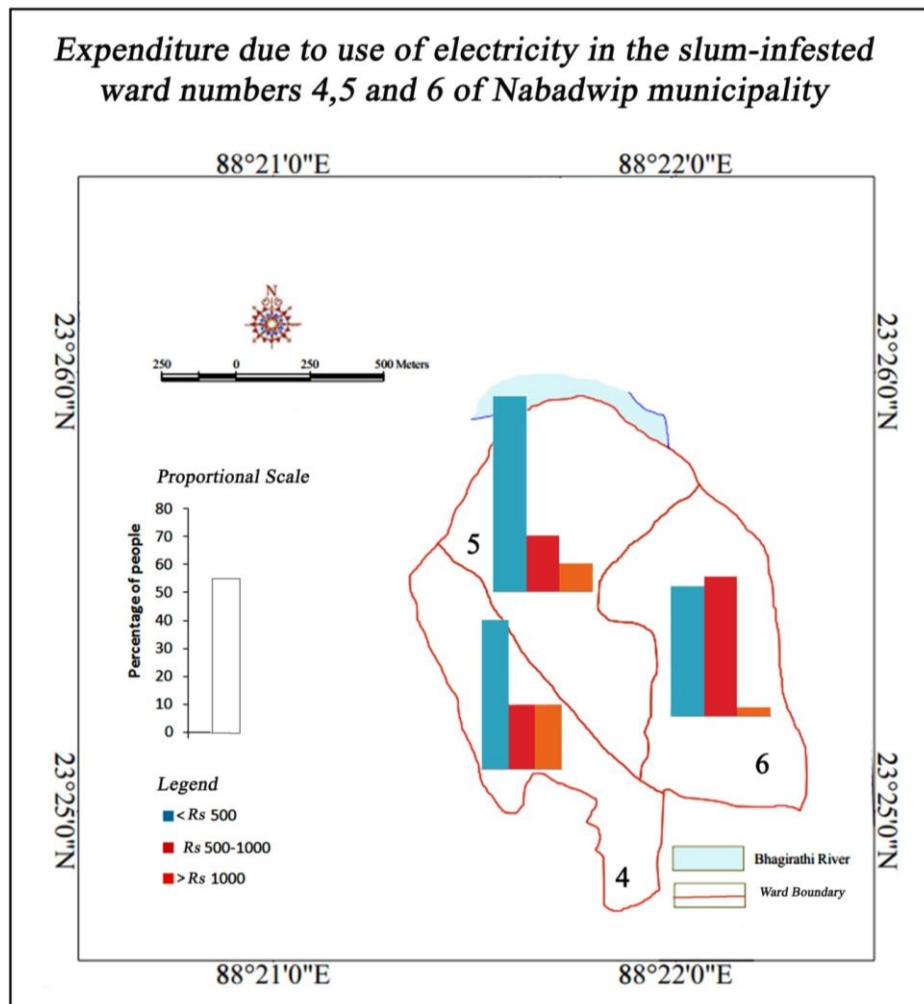 Expenditure due to use of electricity in the slum-infested
ward numbers 4,5 and 6 of Nabadwip municipality
88°21'0"E
88°22'0"E
N
23°26'0"N
23°26'0"N
250
0
250
500 Meters
Proportional Scale
80
70
60
50
40
30
20
10
0
Percentage of people
5
6
4
23°25'0"N
23°25'0"N
Legend
< Rs 500
Rs 500-1000
> Rs 1000
Bhagirathi River
Ward Boundary
88°21'0"E
88°22'0"E